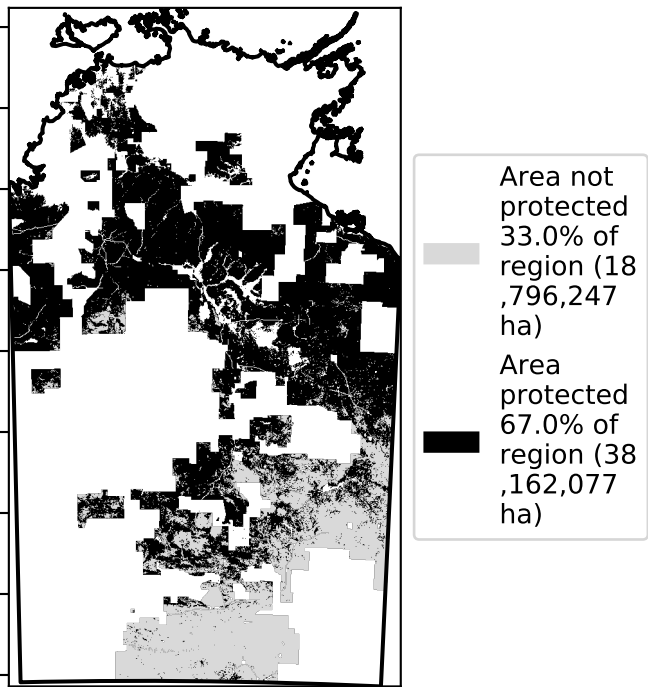 Area not
protected
33.0% of
region (18
,796,247
ha)
Area
protected
67.0% of
region (38
,162,077
ha)